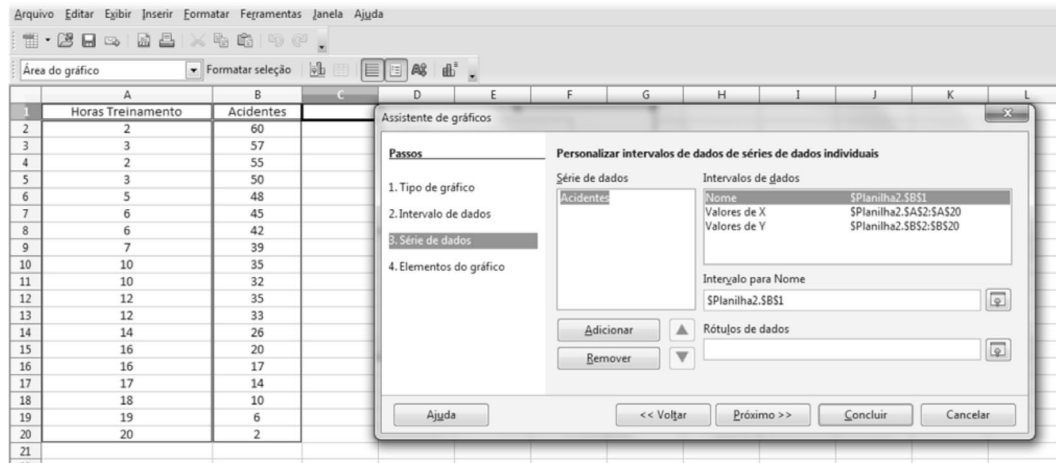 Arquivo Editar Exibir Inserir Formatar Ferramentas Janela Ajuda
Área do gráfico Formatar seleção
A B C D E F G H I J K L
1 Horas Treinamento Acidentes
2 2 60
3 3 57
4 2 55
5 3 50
6 5 48
7 6 45
8 6 42
9 7 39
10 10 35
11 10 32
12 12 35
13 12 33
14 14 26
15 16 20
16 16 17
17 17 14
18 18 10
19 19 6
20 20 2
21
Assistente de gráficos
Passos
1. Tipo de gráfico
2. Intervalo de dados
3. Série de dados
4. Elementos do gráfico
Personalizar intervalos de dados de séries de dados individuais
Série de dados
Acidentes
Intervalos de dados
Nome $Planilha2.$B$1
Valores de X $Planilha2.$A$2:$A$20
Valores de Y $Planilha2.$B$2:$B$20
Intervalo para Nome
$Planilha2.$B$1
Adicionar
Remover
Rótulos de dados
Ajuda << Voltar Próximo >> Concluir Cancelar